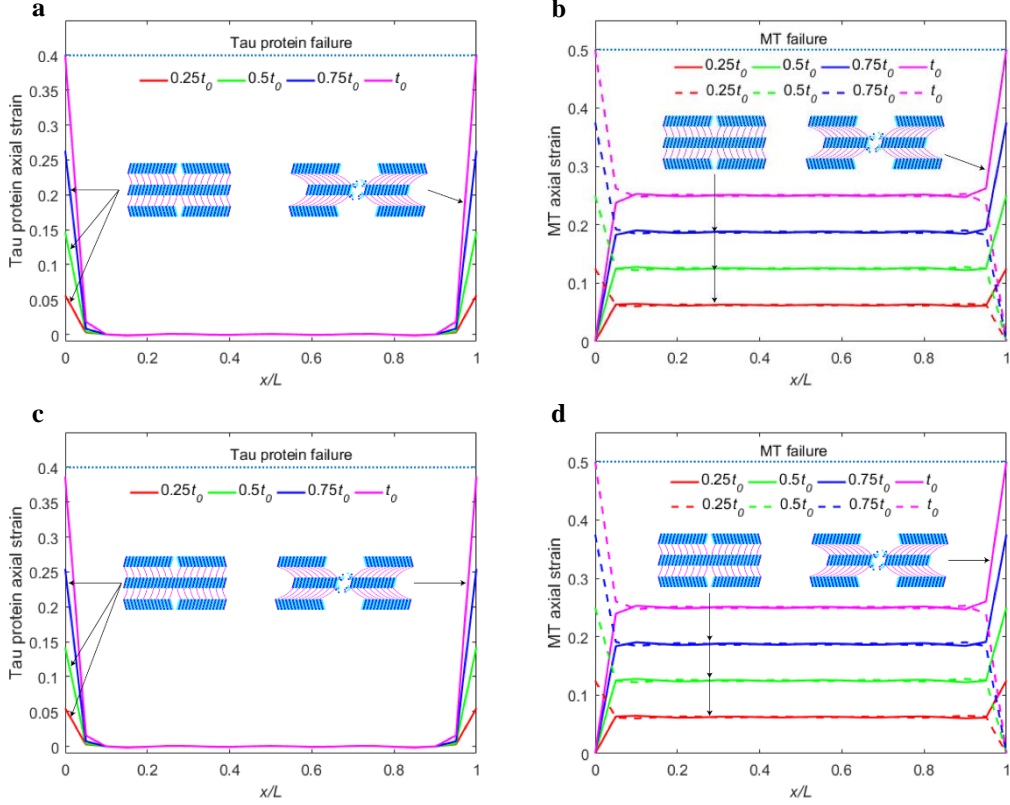 a
Tau protein failure
0.25t0 0.5t0 0.75t0 t0
Tau protein axial strain
0.4
0.35
0.3
0.25
0.2
0.15
0.1
0.05
0
0 0.2 0.4 0.6 0.8 1
x/L
b
MT failure
0.25t0 0.5t0 0.75t0 t0
0.25t0 0.5t0 0.75t0 t0
MT axial strain
0.5
0.4
0.3
0.2
0.1
0
0 0.2 0.4 0.6 0.8 1
x/L
c
Tau protein failure
0.25t0 0.5t0 0.75t0 t0
Tau protein axial strain
0.4
0.35
0.3
0.25
0.2
0.15
0.1
0.05
0
0 0.2 0.4 0.6 0.8 1
x/L
d
MT failure
0.25t0 0.5t0 0.75t0 t0
0.25t0 0.5t0 0.75t0 t0
MT axial strain
0.5
0.4
0.3
0.2
0.1
0
0 0.2 0.4 0.6 0.8 1
x/L